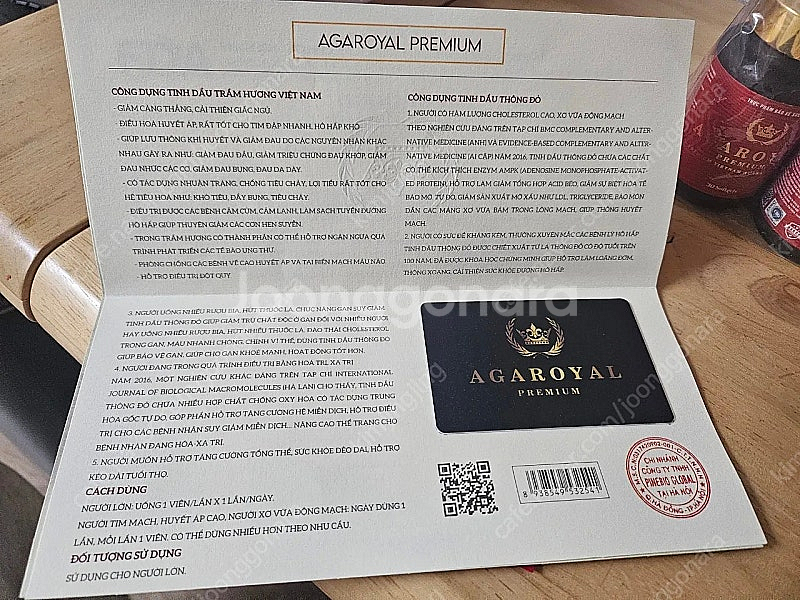 AGAROYAL PREMIUM
CÔNG DỤNG TINH DẦU TRẦM HƯƠNG VIỆT NAM
- GIẢM CĂNG THẲNG, CẢI THIỆN GIẤC NGỦ.
- ĐIỀU HÒA HUYẾT ÁP, RẤT TỐT CHO TIM ĐẬP NHANH, HÔ HẤP KHÓ
- GIÚP LƯU THÔNG KHÍ HUYẾT VÀ GIẢM ĐAU DO CÁC NGUYÊN NHÂN KHÁC
NHAU GÂY RA NHƯ: GIẢM ĐAU ĐẦU, GIẢM TRIỆU CHỨNG ĐAU KHỚP, GIẢM
ĐAU NHỨC CÁC CƠ, GIẢM ĐAU BỤNG, ĐAU DẠ DÀY.
- CÓ TÁC DỤNG NHUẬN TRÀNG, CHỐNG TIÊU CHẢY, LỢI TIỂU RẤT TỐT CHO
HỆ TIÊU HÓA NHƯ: KHÓ TIÊU, ĐẦY BỤNG, TIÊU CHẢY.
- ĐIỀU TRỊ ĐƯỢC CÁC BỆNH CẢM CÚM, CẢM LẠNH, LÀM SẠCH TUYẾN ĐƯỜNG
HÔ HẤP GIÚP THUYÊN GIẢM CÁC CƠN HEN SUYỄN.
- TRONG TRẦM HƯƠNG CÓ THÀNH PHẦN CÓ THỂ HỖ TRỢ NGĂN NGỪA QUÁ
TRÌNH PHÁT TRIỂN CÁC TẾ BÀO UNG THƯ.
- PHÒNG CHỐNG CÁC BỆNH VỀ CAO HUYẾT ÁP VÀ TAI BIẾN MẠCH MÁU NÃO.
- HỖ TRỢ ĐIỀU TRỊ ĐỘT QUỴ
CÔNG DỤNG TINH DẦU THÔNG ĐỎ
1. NGƯỜI CÓ HÀM LƯỢNG CHOLESTEROL CAO, XƠ VỮA ĐỘNG MẠCH
THEO NGHIÊN CỨU ĐĂNG TRÊN TẠP CHÍ BMC COMPLEMENTARY AND ALTER-
NATIVE MEDICINE (ANH) VÀ EVIDENCE-BASED COMPLEMENTARY AND ALTER-
NATIVE MEDICINE (AI CẬP) NĂM 2016, TINH DẦU THÔNG ĐỎ CHỨA CÁC CHẤT
CÓ THỂ KÍCH THÍCH ENZYM AMPK (ADENOSINE MONOPHOSPHATE-ACTIVAT-
ED PROTEIN), HỖ TRỢ LÀM GIẢM TỔNG HỢP ACID BÉO, GIẢM SỰ BIỆT HÓA TẾ
BÀO MỠ. TỪ ĐÓ, GIẢM SẢN XUẤT MỠ XẤU NHƯ LDL, TRIGLYCERIDE, BÀO MÒN
DẦN CÁC MẢNG XƠ VỮA BÁM TRONG LÒNG MẠCH, GIÚP THÔNG HUYẾT
MẠCH.
2. NGƯỜI CÓ SỨC ĐỀ KHÁNG KÉM, THƯỜNG XUYÊN MẮC CÁC BỆNH LÝ HÔ HẤP
TINH DẦU THÔNG ĐỎ ĐƯỢC CHIẾT XUẤT TỪ LÁ THÔNG ĐỎ CÓ ĐỘ TUỔI TRÊN
100 NĂM, ĐÃ ĐƯỢC KHOA HỌC CHỨNG MINH GIÚP HỖ TRỢ LÀM LOÃNG ĐỜM,
THÔNG XOANG, CẢI THIỆN SỨC KHỎE ĐƯỜNG HÔ HẤP.
3. NGƯỜI UỐNG NHIỀU RƯỢU BIA, HÚT THUỐC LÁ, CHỨC NĂNG GAN SUY GIẢM
TINH DẦU THÔNG ĐỎ GIÚP GIẢM TRỪ CHẤT ĐỘC Ở GAN ĐỐI VỚI NHIỀU NGƯỜI
HAY UỐNG NHIỀU RƯỢU BIA, HÚT NHIỀU THUỐC LÁ, ĐÀO THẢI CHOLESTEROL
TRONG GAN, MÁU NHANH CHÓNG. CHÍNH VÌ THẾ, DÙNG TINH DẦU THÔNG ĐỎ
GIÚP BẢO VỆ GAN, GIÚP CHO GAN KHỎE MẠNH, HOẠT ĐỘNG TỐT HƠN.
4. NGƯỜI ĐANG TRONG QUÁ TRÌNH ĐIỀU TRỊ BẰNG HÓA TRỊ, XẠ TRỊ
NĂM 2016, MỘT NGHIÊN CỨU KHÁC ĐĂNG TRÊN TẠP CHÍ INTERNATIONAL
JOURNAL OF BIOLOGICAL MACROMOLECULES (HÀ LAN) CHO THẤY, TINH DẦU
THÔNG ĐỎ CHỨA NHIỀU HỢP CHẤT CHỐNG OXY HÓA CÓ TÁC DỤNG TRUNG
HÒA GỐC TỰ DO, GÓP PHẦN HỖ TRỢ TĂNG CƯỜNG HỆ MIỄN DỊCH, HỖ TRỢ ĐIỀU
TRỊ CHO CÁC BỆNH NHÂN SUY GIẢM MIỄN DỊCH... NÂNG CAO THỂ TRẠNG CHO
BỆNH NHÂN ĐANG HÓA-XẠ TRỊ.
5. NGƯỜI MUỐN HỖ TRỢ TĂNG CƯỜNG TỔNG THỂ, SỨC KHỎE DẺO DAI, HỖ TRỢ
KÉO DÀI TUỔI THỌ.
CÁCH DÙNG
NGƯỜI LỚN: UỐNG 1 VIÊN/LẦN X 1 LẦN/NGÀY.
NGƯỜI TIM MẠCH, HUYẾT ÁP CAO, NGƯỜI XƠ VỮA ĐỘNG MẠCH: NGÀY DÙNG 1
LẦN, MỖI LẦN 1 VIÊN. CÓ THỂ DÙNG NHIỀU HƠN THEO NHU CẦU.
ĐỐI TƯỢNG SỬ DỤNG
SỬ DỤNG CHO NGƯỜI LỚN.
AGAROYAL
PREMIUM
8 938549 532541
CHI NHÁNH
CÔNG TY TNHH
PINEBIO GLOBAL
TẠI HÀ NỘI
AROY
PREMIUM
joongonara